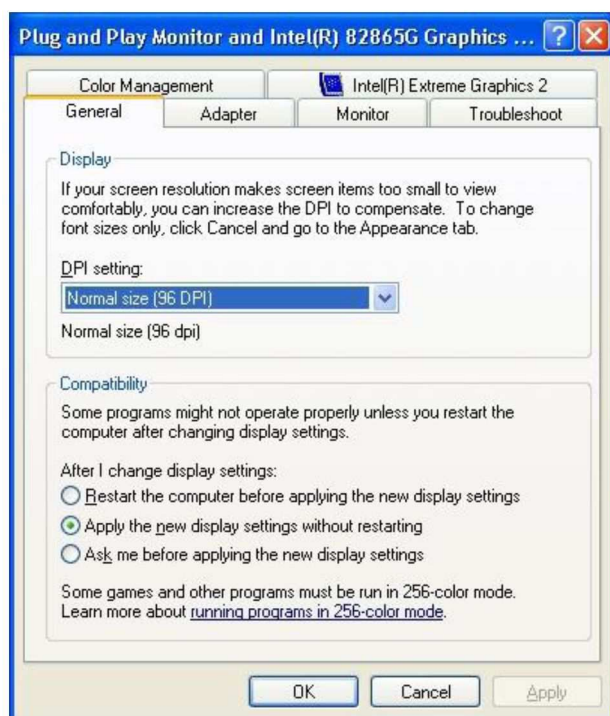 Plug and Play Monitor and Intel(R) 82865G Graphics ...
Color Management
Intel(R) Extreme Graphics 2
General
Adapter
Monitor
Troubleshoot
Display
If your screen resolution makes screen items too small to view
comfortably, you can increase the DPI to compensate. To change
font sizes only, click Cancel and go to the Appearance tab.
DPI setting:
Normal size (96 DPI)
Normal size (96 dpi)
Compatibility
Some programs might not operate properly unless you restart the
computer after changing display settings.
After I change display settings:
Restart the computer before applying the new display settings
Apply the new display settings without restarting
Ask me before applying the new display settings
Some games and other programs must be run in 256-color mode.
Learn more about running programs in 256-color mode.
OK
Cancel
Apply